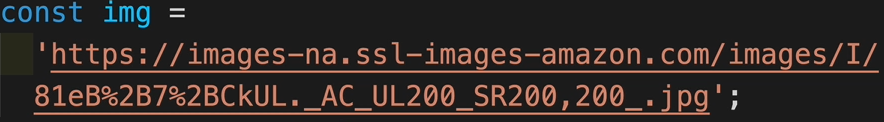 const img =
'https://images-na.ssl-images-amazon.com/images/I/
81eB%2B7%2BCkUL._AC_UL200_SR200,200_.jpg';